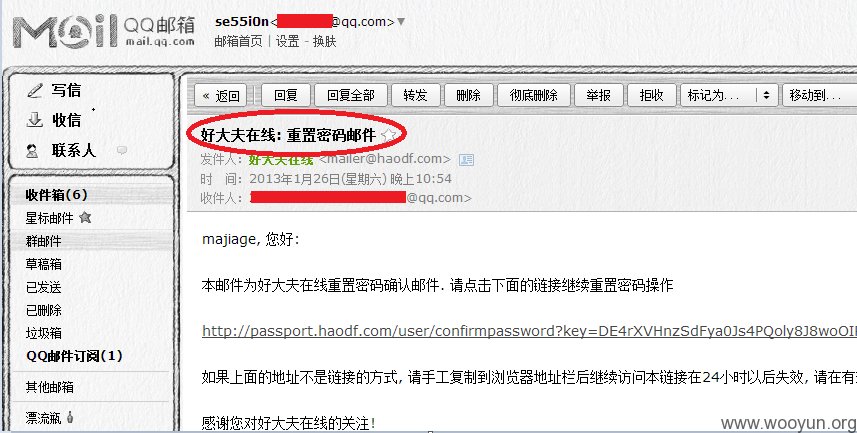 MOil QQ邮箱
mail.qq.com
se55i0n< @qq.com>
邮箱首页 | 设置 - 换肤
写信
收信
联系人
收件箱(6)
星标邮件
群邮件
草稿箱
已发送
已删除
垃圾箱
QQ邮件订阅(1)
其他邮箱
漂流瓶
« 返回 回复 回复全部 转发 删除 彻底删除 举报 拒收 标记为... 移动到...
好大夫在线: 重置密码邮件
发件人: 好大夫在线 <mailer@haodf.com>
时 间: 2013年1月26日(星期六) 晚上10:54
收件人: @qq.com>
majiage, 您好:
本邮件为好大夫在线重置密码确认邮件. 请点击下面的链接继续重置密码操作
http://passport.haodf.com/user/confirmpassword?key=DE4rXVHnzSdFya0Js4PQoly8J8woOI
如果上面的地址不是链接的方式, 请手工复制到浏览器地址栏后继续访问本链接在24小时以后失效, 请在有
感谢您对好大夫在线的关注!
www.wooyun.org